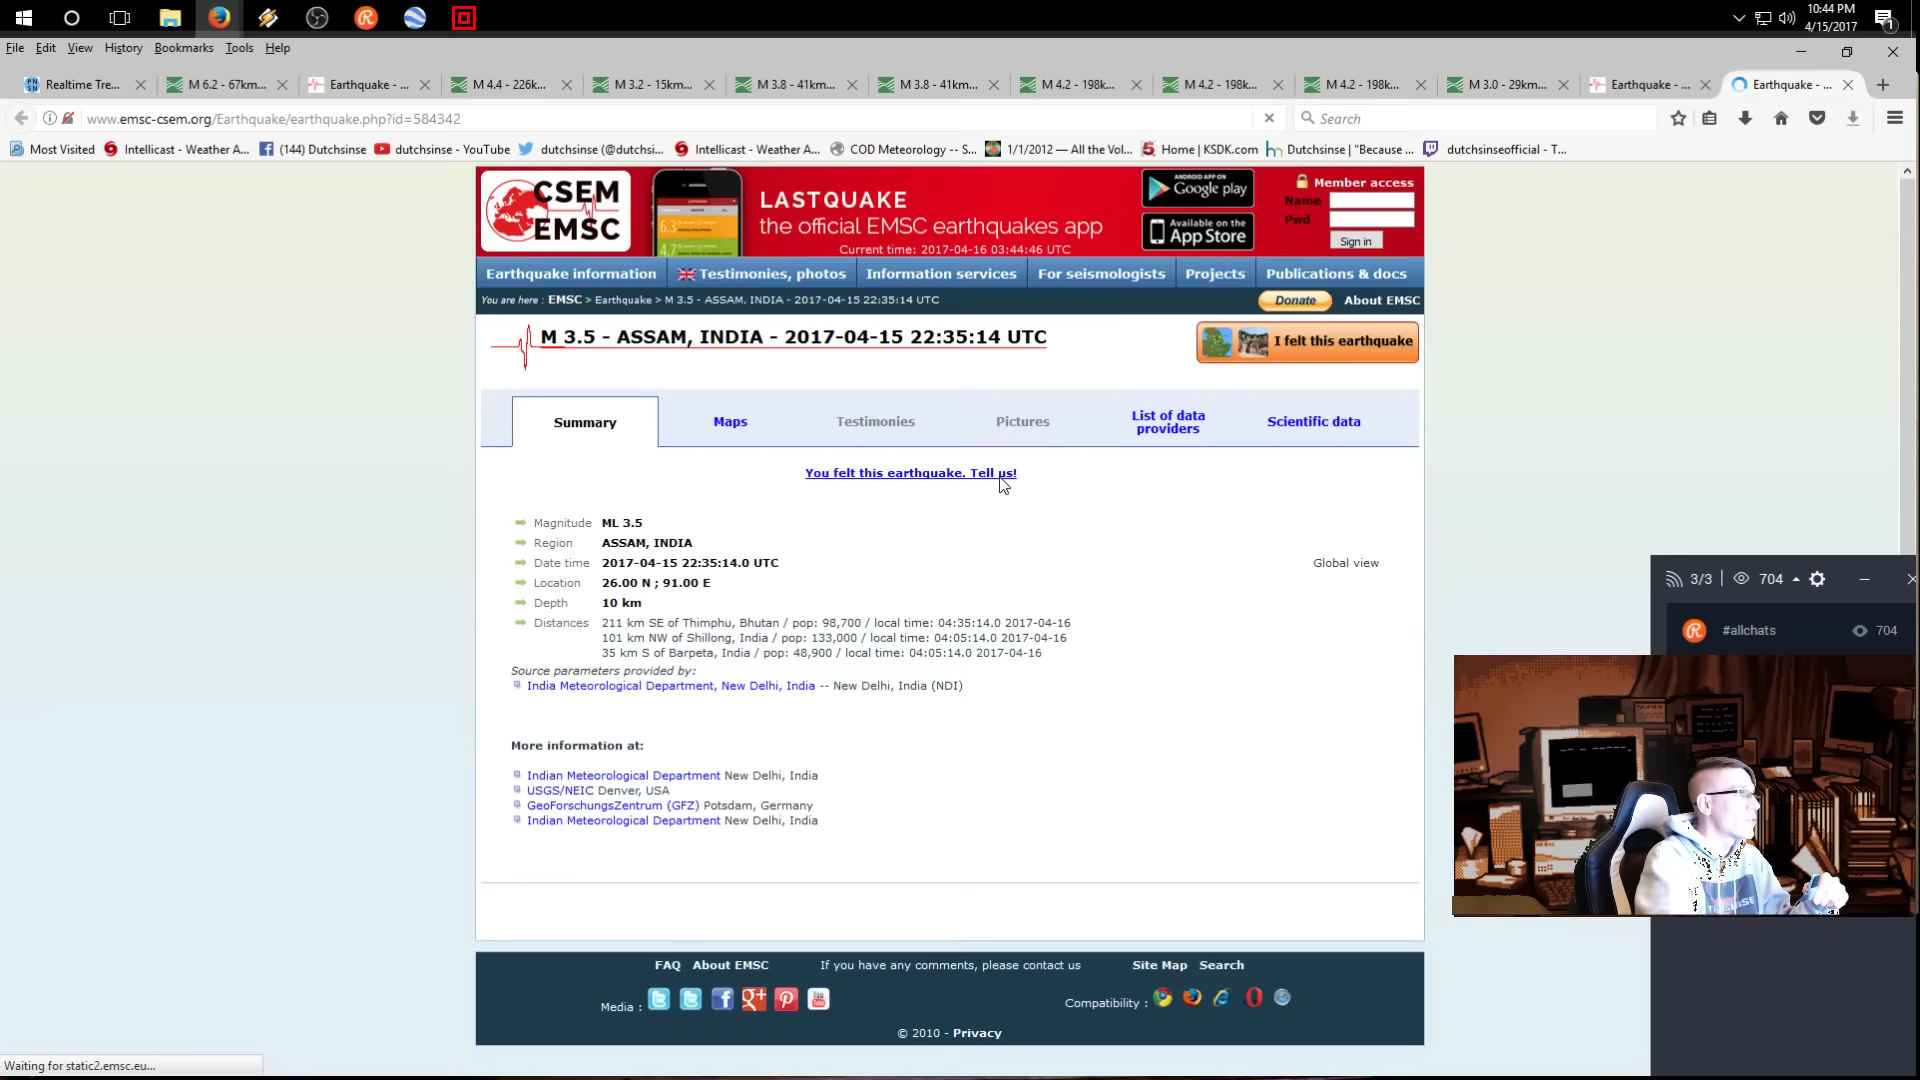 10:44 PM
4/15/2017
1
File Edit View History Bookmarks Tools Help
Realtime Tre...
M 6.2 - 67km...
Earthquake - ...
M 4.4 - 226k...
M 3.2 - 15km...
M 3.8 - 41km...
M 3.8 - 41km...
M 4.2 - 198k...
M 4.2 - 198k...
M 4.2 - 198k...
M 3.0 - 29km...
Earthquake - ...
Earthquake - ...
www.emsc-csem.org/Earthquake/earthquake.php?id=584342
Search
Most Visited
Intellicast - Weather A...
(144) Dutchsinse
dutchsinse - YouTube
dutchsinse (@dutchsi...
Intellicast - Weather A...
COD Meteorology -- S...
1/1/2012 — All the Vol...
Home | KSDK.com
Dutchsinse | "Because ...
dutchsinseofficial - T...
CSEM
EMSC
LASTQUAKE
the official EMSC earthquakes app
Current time: 2017-04-16 03:44:46 UTC
ANDROID APP ON
Google play
Available on the
App Store
Member access
Name
Pwd
Sign in
Earthquake information
Testimonies, photos
Information services
For seismologists
Projects
Publications & docs
You are here : EMSC > Earthquake > M 3.5 - ASSAM, INDIA - 2017-04-15 22:35:14 UTC
Donate
About EMSC
M 3.5 - ASSAM, INDIA - 2017-04-15 22:35:14 UTC
I felt this earthquake
Summary
Maps
Testimonies
Pictures
List of data
providers
Scientific data
You felt this earthquake. Tell us!
Magnitude ML 3.5
Region ASSAM, INDIA
Date time 2017-04-15 22:35:14.0 UTC
Global view
Location 26.00 N ; 91.00 E
Depth 10 km
Distances 211 km SE of Thimphu, Bhutan / pop: 98,700 / local time: 04:35:14.0 2017-04-16
101 km NW of Shillong, India / pop: 133,000 / local time: 04:05:14.0 2017-04-16
35 km S of Barpeta, India / pop: 48,900 / local time: 04:05:14.0 2017-04-16
Source parameters provided by:
India Meteorological Department, New Delhi, India -- New Delhi, India (NDI)
More information at:
Indian Meteorological Department New Delhi, India
USGS/NEIC Denver, USA
GeoForschungsZentrum (GFZ) Potsdam, Germany
Indian Meteorological Department New Delhi, India
3/3
704
#allchats
704
FAQ About EMSC
If you have any comments, please contact us
Site Map Search
Media :
Compatibility :
© 2010 - Privacy
Waiting for static2.emsc.eu...